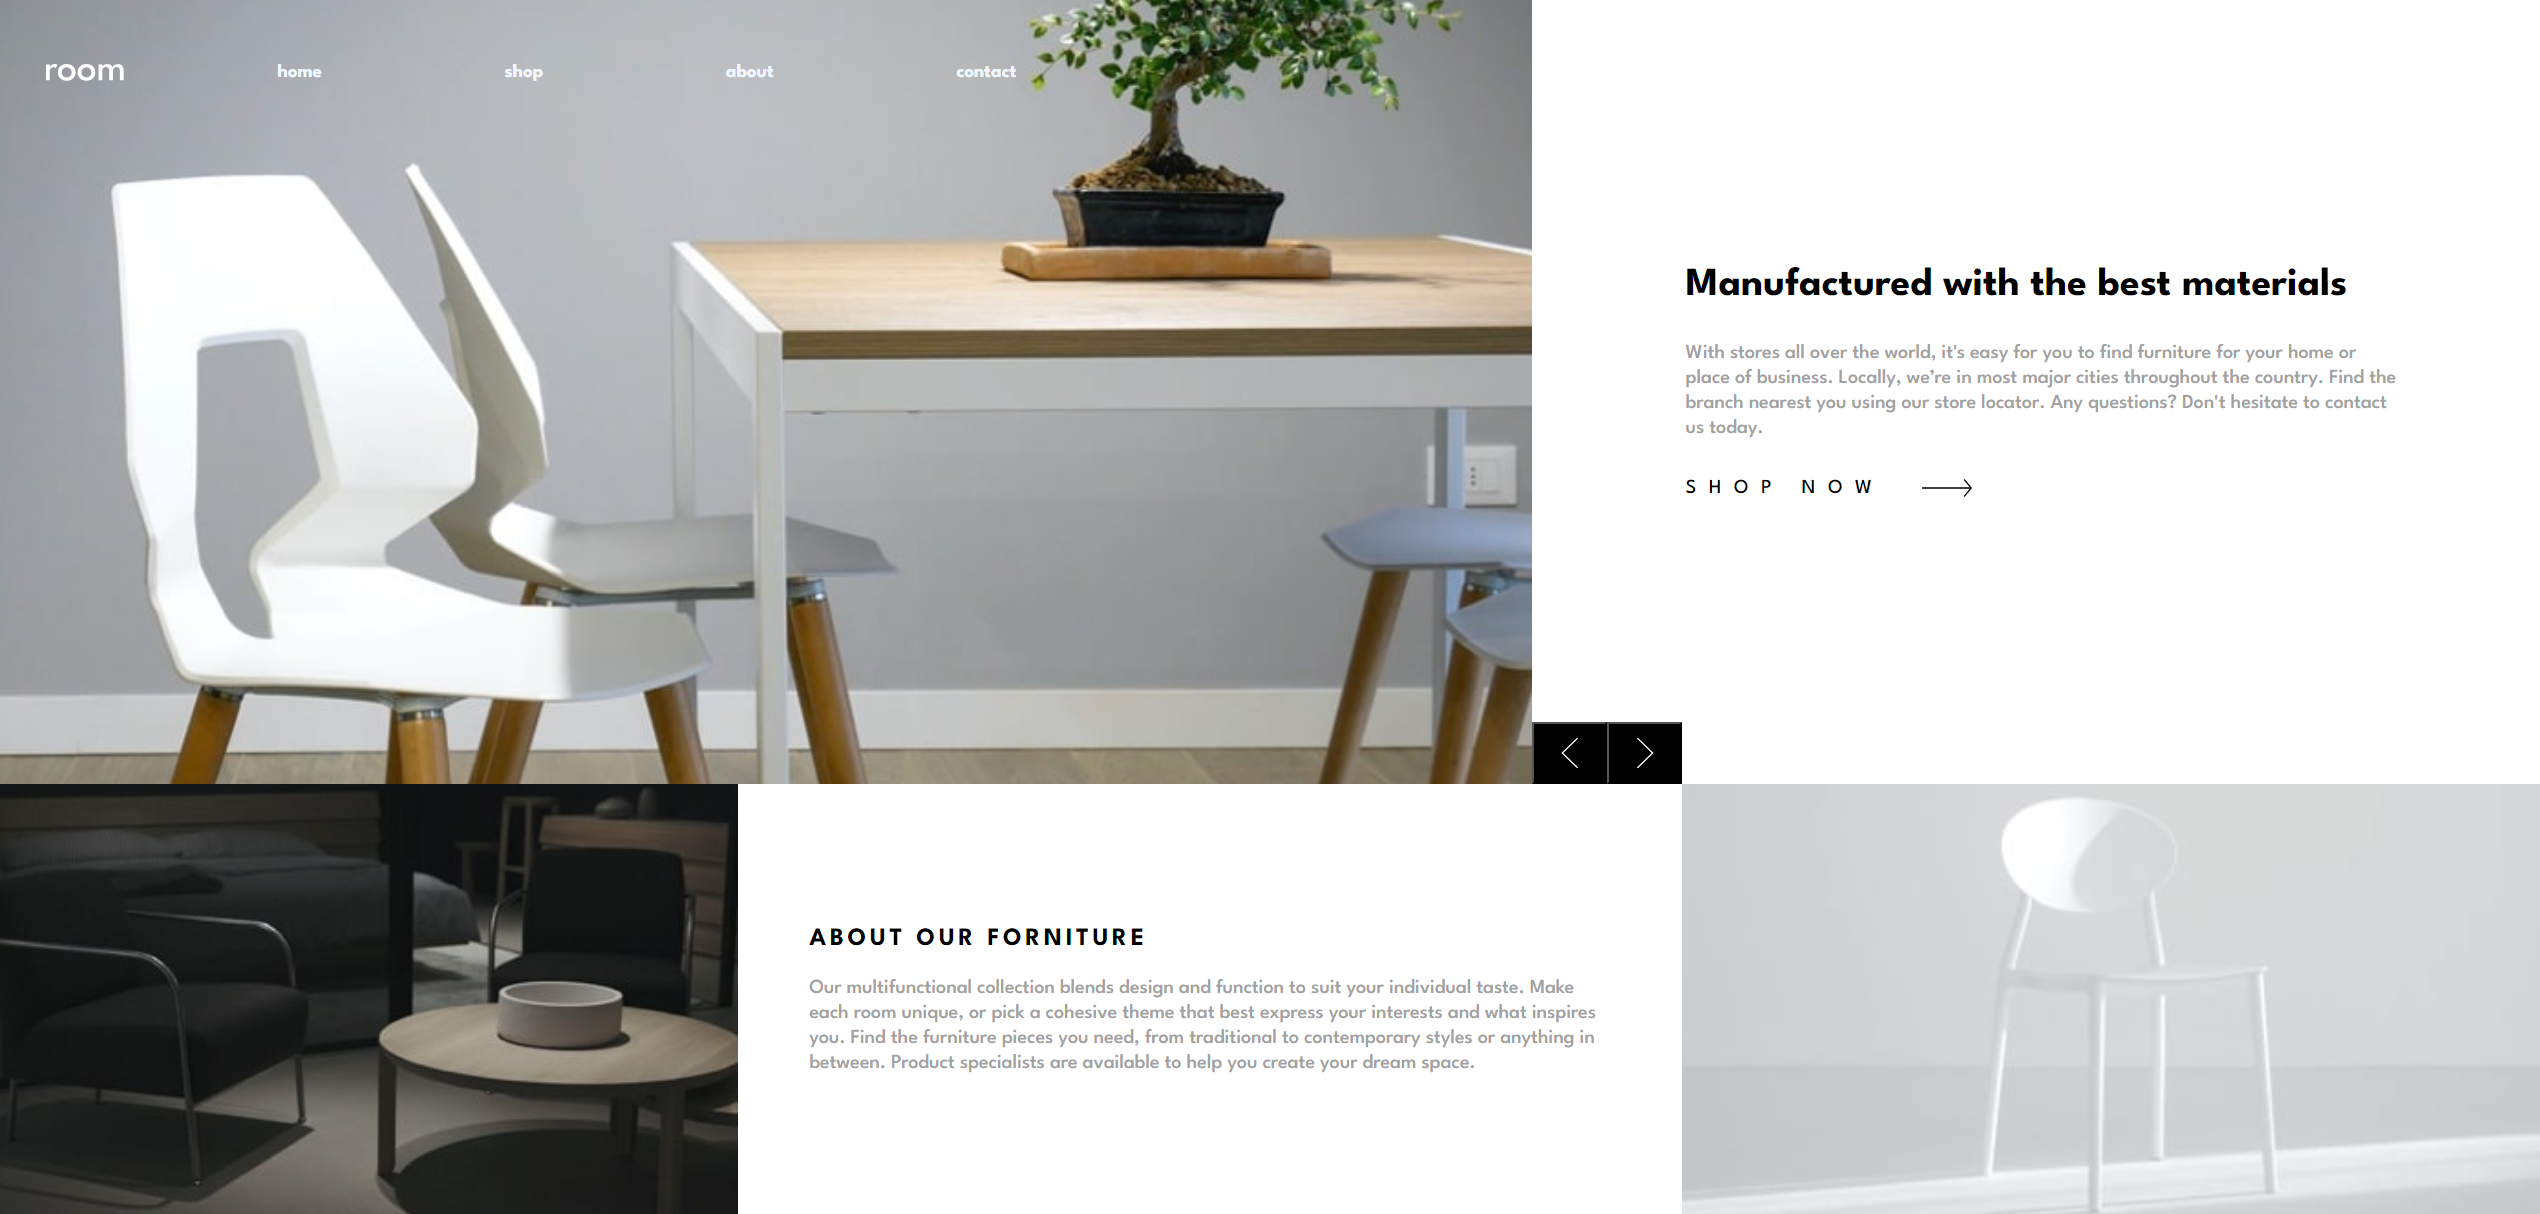 room
home shop about contact
Manufactured with the best materials
With stores all over the world, it's easy for you to find furniture for your home or
place of business. Locally, we’re in most major cities throughout the country. Find the
branch nearest you using our store locator. Any questions? Don't hesitate to contact
us today.
SHOP NOW
ABOUT OUR FORNITURE
Our multifunctional collection blends design and function to suit your individual taste. Make
each room unique, or pick a cohesive theme that best express your interests and what inspires
you. Find the furniture pieces you need, from traditional to contemporary styles or anything in
between. Product specialists are available to help you create your dream space.